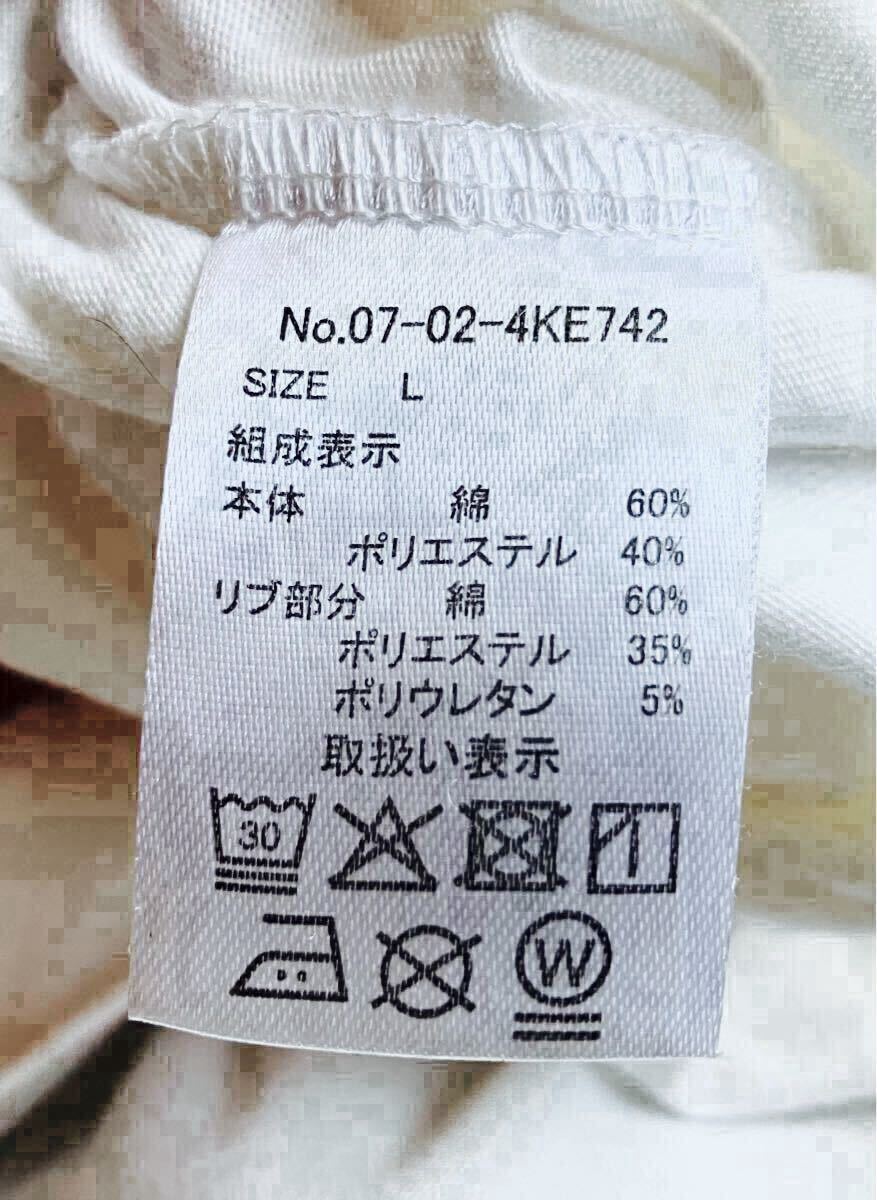 No.07-02-4KE742
SIZE L
組成表示
本体 綿 60%
ポリエステル 40%
リブ部分 綿 60%
ポリエステル 35%
ポリウレタン 5%
取扱い表示
30
W